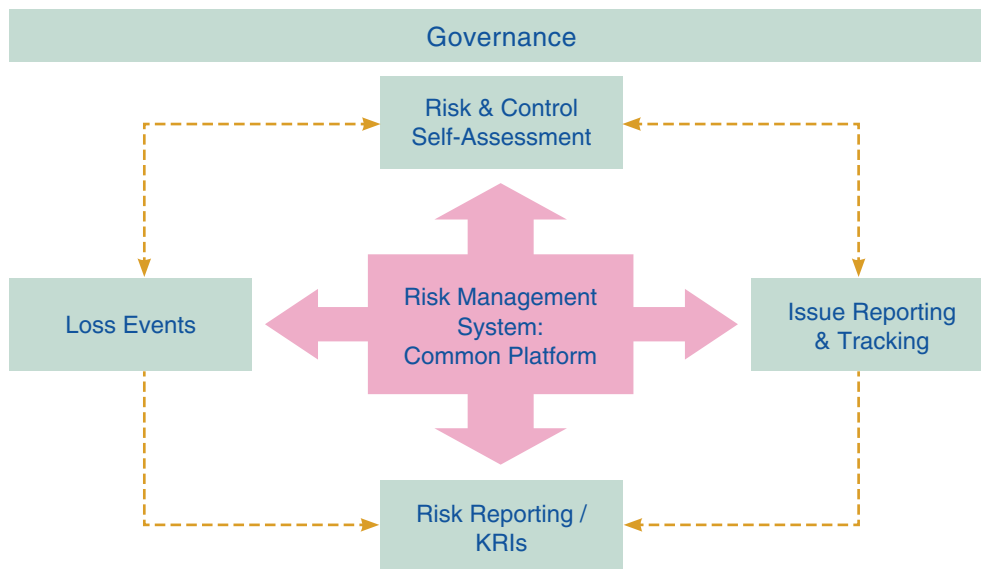 Governance
Risk & Control
Self-Assessment
Loss Events
Risk Management
System:
Common Platform
Issue Reporting
& Tracking
Risk Reporting /
KRIs